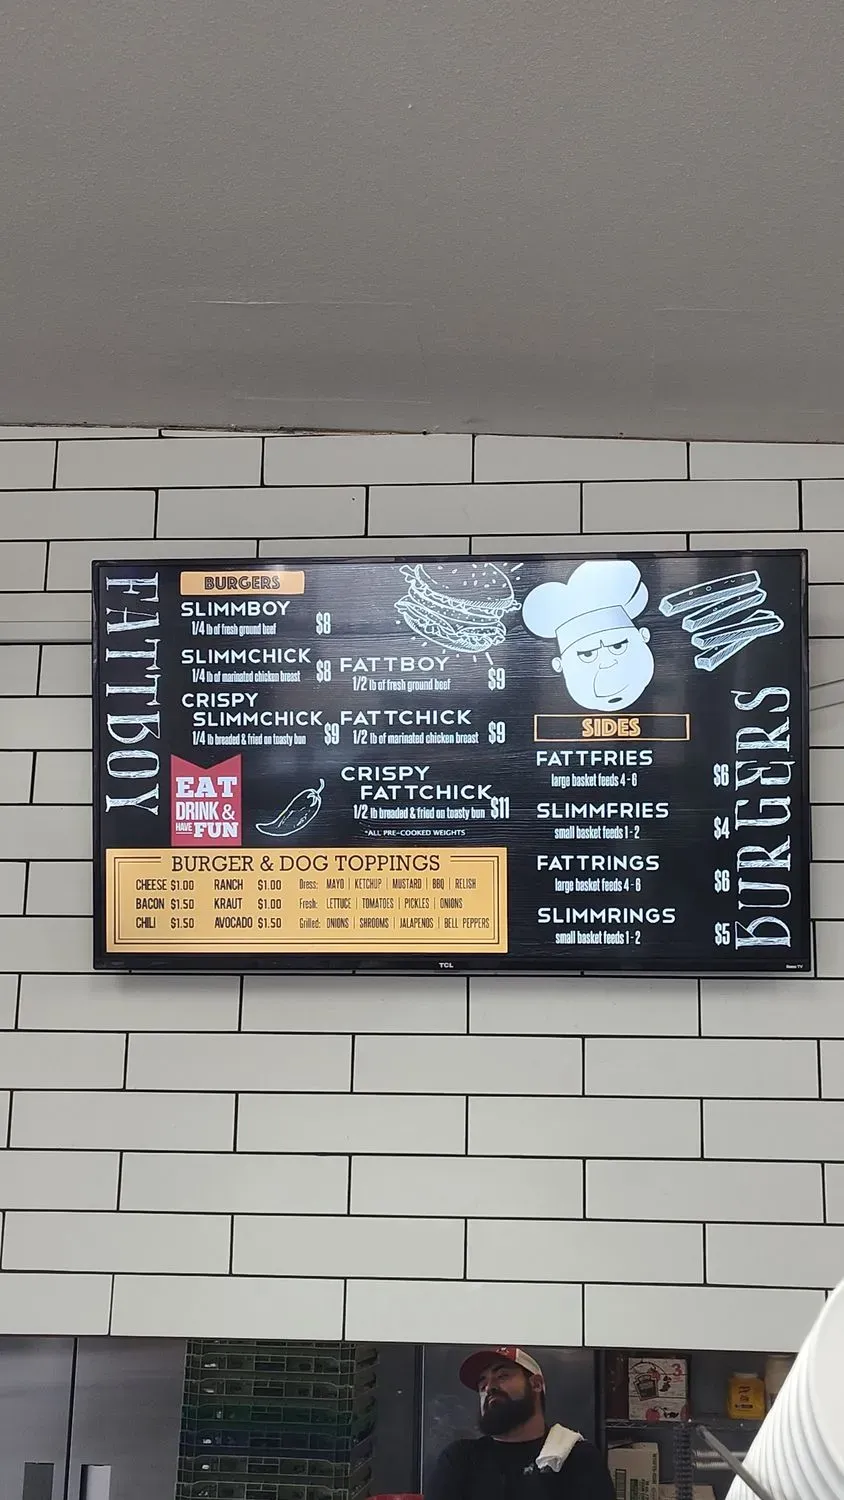 FATTBOY
BURGERS
BURGERS
SLIMMBOY
1/4 lb of fresh ground beef $8
SLIMMCHICK
1/4 lb of marinated chicken breast $8
CRISPY
SLIMMCHICK
1/4 lb breaded & fried on toasty bun $9
FATTBOY
1/2 lb of fresh ground beef $9
FATTCHICK
1/2 lb of marinated chicken breast $9
CRISPY
FATTCHICK
1/2 lb breaded & fried on toasty bun $11
*ALL PRE-COOKED WEIGHTS
EAT
DRINK &
HAVE FUN
BURGER & DOG TOPPINGS
CHEESE $1.00 RANCH $1.00 Dress: MAYO | KETCHUP | MUSTARD | BBQ | RELISH
BACON $1.50 KRAUT $1.00 Fresh: LETTUCE | TOMATOES | PICKLES | ONIONS
CHILI $1.50 AVOCADO $1.50 Grilled: ONIONS | SHROOMS | JALAPENOS | BELL PEPPERS
SIDES
FATTFRIES
large basket feeds 4 - 6 $6
SLIMMFRIES
small basket feeds 1 - 2 $4
FATTRINGS
large basket feeds 4 - 6 $6
SLIMMRINGS
small basket feeds 1 - 2 $5
TCL
Roku TV
3